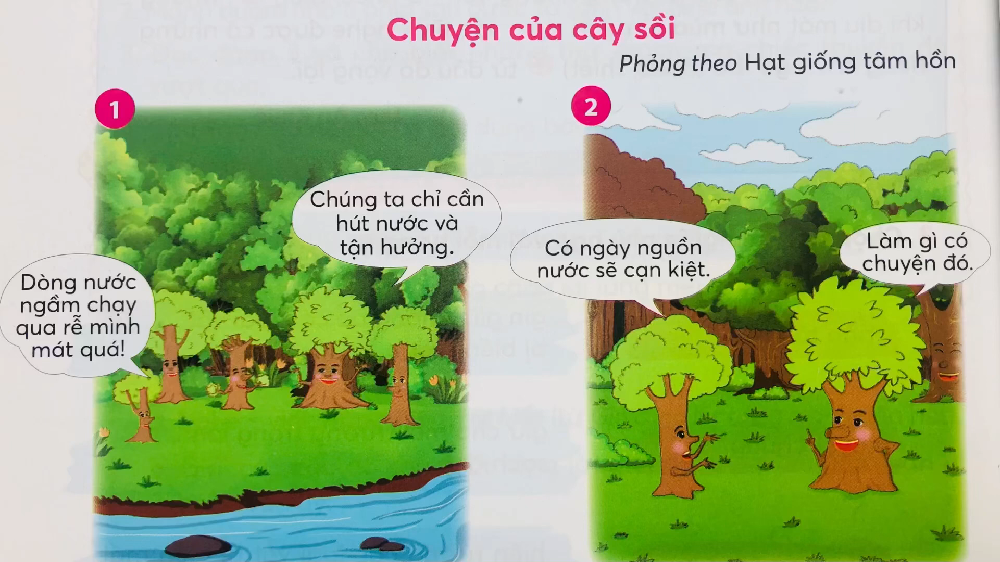 Chuyện của cây sồi
Phỏng theo Hạt giống tâm hồn
1
Chúng ta chỉ cần
hút nước và
tận hưởng.
Dòng nước
ngầm chạy
qua rễ mình
mát quá!
2
Có ngày nguồn
nước sẽ cạn kiệt.
Làm gì có
chuyện đó.